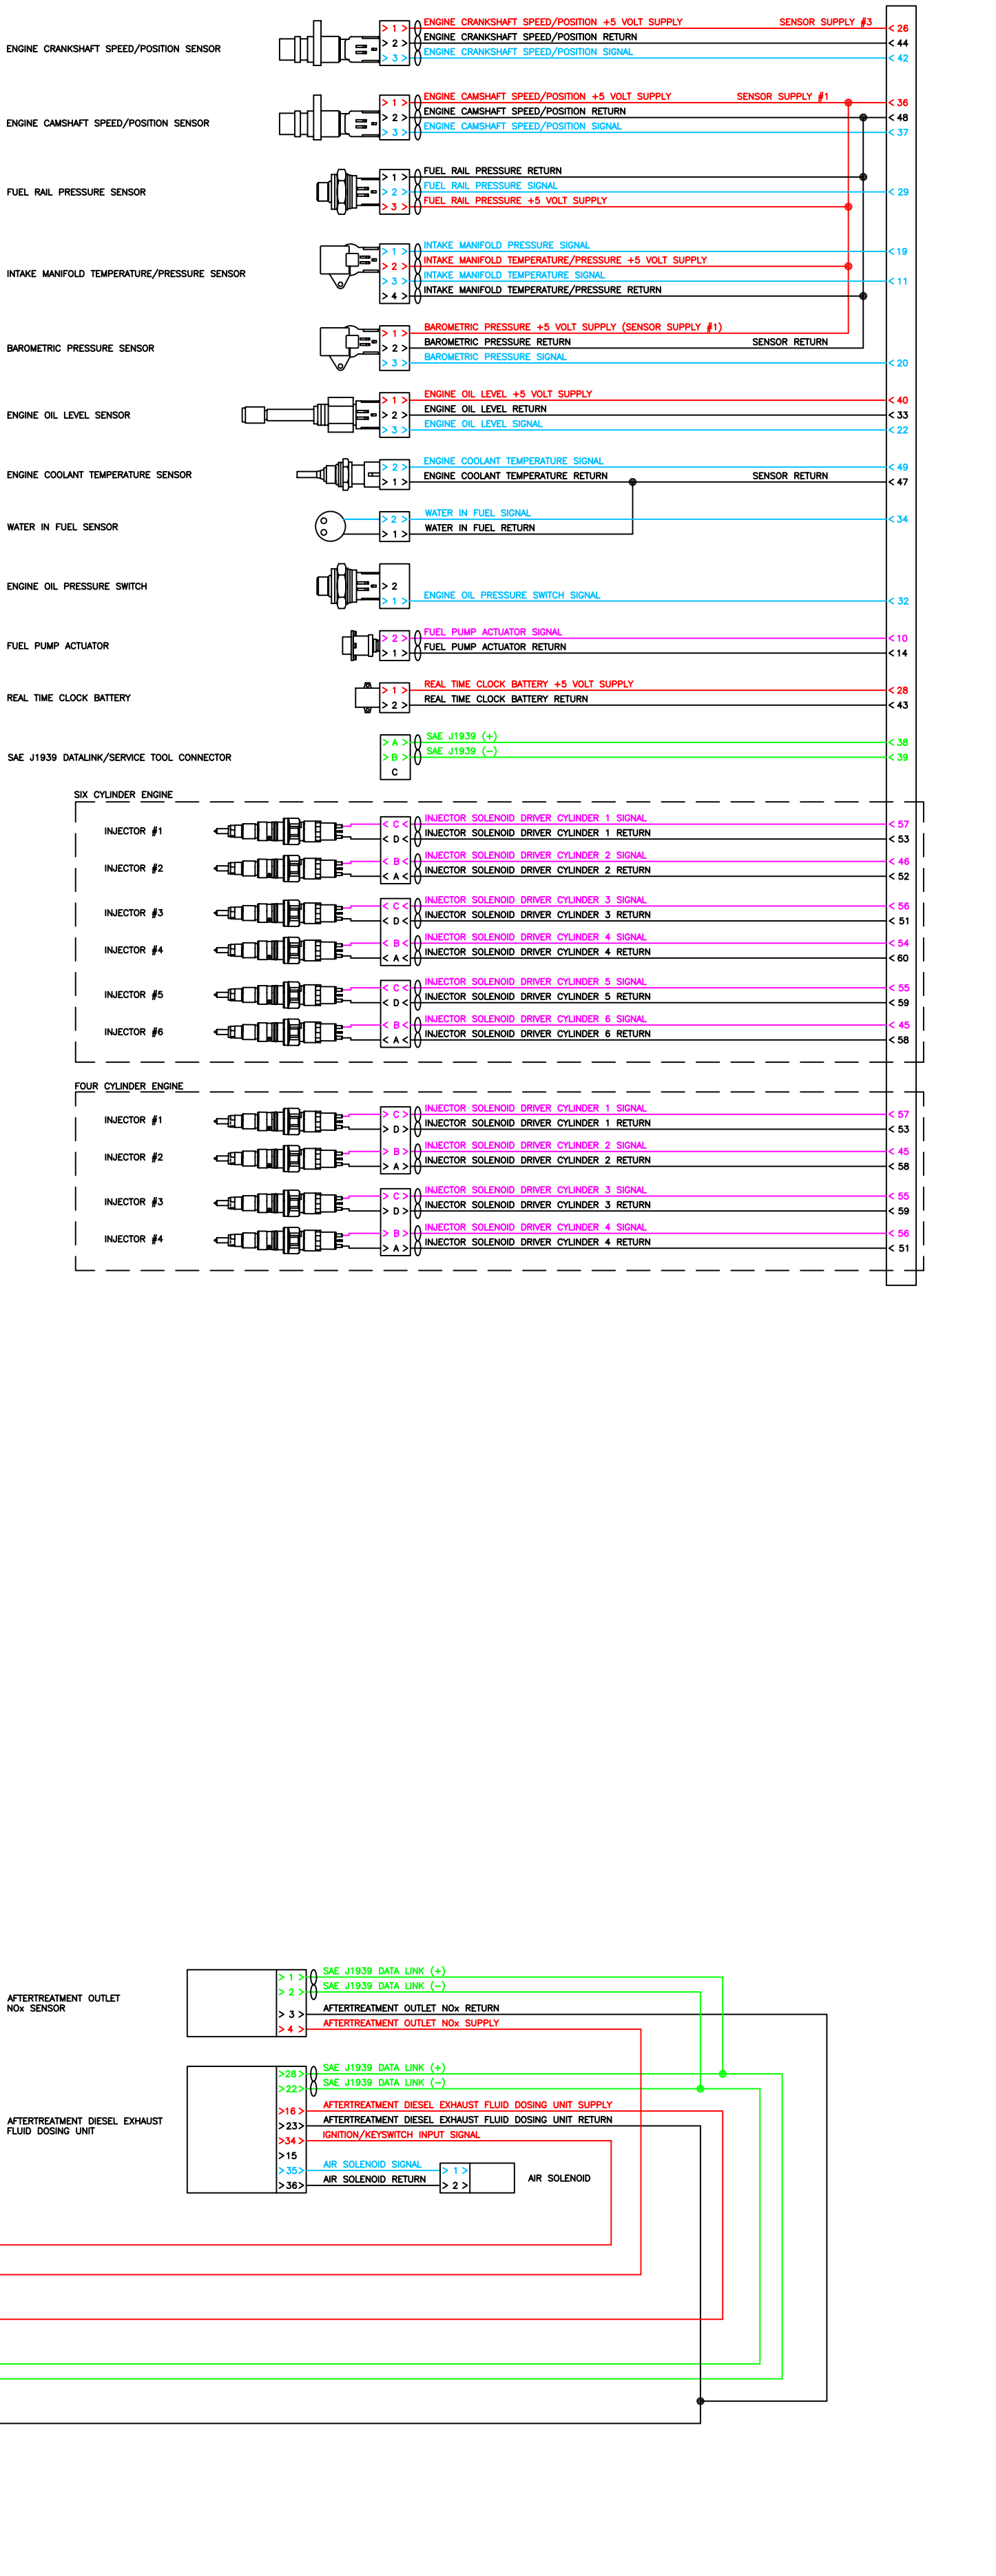 ENGINE CRANKSHAFT SPEED/POSITION SENSOR
> 1 > ENGINE CRANKSHAFT SPEED/POSITION +5 VOLT SUPPLY SENSOR SUPPLY #3 < 26
> 2 > ENGINE CRANKSHAFT SPEED/POSITION RETURN < 44
> 3 > ENGINE CRANKSHAFT SPEED/POSITION SIGNAL < 42
ENGINE CAMSHAFT SPEED/POSITION SENSOR
> 1 > ENGINE CAMSHAFT SPEED/POSITION +5 VOLT SUPPLY SENSOR SUPPLY #1 < 36
> 2 > ENGINE CAMSHAFT SPEED/POSITION RETURN < 48
> 3 > ENGINE CAMSHAFT SPEED/POSITION SIGNAL < 37
FUEL RAIL PRESSURE SENSOR
> 1 > FUEL RAIL PRESSURE RETURN
> 2 > FUEL RAIL PRESSURE SIGNAL < 29
> 3 > FUEL RAIL PRESSURE +5 VOLT SUPPLY
INTAKE MANIFOLD TEMPERATURE/PRESSURE SENSOR
> 1 > INTAKE MANIFOLD PRESSURE SIGNAL < 19
> 2 > INTAKE MANIFOLD TEMPERATURE/PRESSURE +5 VOLT SUPPLY
> 3 > INTAKE MANIFOLD TEMPERATURE SIGNAL < 11
> 4 > INTAKE MANIFOLD TEMPERATURE/PRESSURE RETURN
BAROMETRIC PRESSURE SENSOR
> 1 > BAROMETRIC PRESSURE +5 VOLT SUPPLY (SENSOR SUPPLY #1)
> 2 > BAROMETRIC PRESSURE RETURN SENSOR RETURN
> 3 > BAROMETRIC PRESSURE SIGNAL < 20
ENGINE OIL LEVEL SENSOR
> 1 > ENGINE OIL LEVEL +5 VOLT SUPPLY < 40
> 2 > ENGINE OIL LEVEL RETURN < 33
> 3 > ENGINE OIL LEVEL SIGNAL < 22
ENGINE COOLANT TEMPERATURE SENSOR
> 2 > ENGINE COOLANT TEMPERATURE SIGNAL < 49
> 1 > ENGINE COOLANT TEMPERATURE RETURN SENSOR RETURN < 47
WATER IN FUEL SENSOR
> 2 > WATER IN FUEL SIGNAL < 34
> 1 > WATER IN FUEL RETURN
ENGINE OIL PRESSURE SWITCH
> 2
> 1 > ENGINE OIL PRESSURE SWITCH SIGNAL < 32
FUEL PUMP ACTUATOR
> 2 > FUEL PUMP ACTUATOR SIGNAL < 10
> 1 > FUEL PUMP ACTUATOR RETURN < 14
REAL TIME CLOCK BATTERY
> 1 > REAL TIME CLOCK BATTERY +5 VOLT SUPPLY < 28
> 2 > REAL TIME CLOCK BATTERY RETURN < 43
SAE J1939 DATALINK/SERVICE TOOL CONNECTOR
> A > SAE J1939 (+) < 38
> B > SAE J1939 (-) < 39
C
SIX CYLINDER ENGINE
INJECTOR #1
< C < INJECTOR SOLENOID DRIVER CYLINDER 1 SIGNAL < 57
< D < INJECTOR SOLENOID DRIVER CYLINDER 1 RETURN < 53
INJECTOR #2
< B < INJECTOR SOLENOID DRIVER CYLINDER 2 SIGNAL < 46
< A < INJECTOR SOLENOID DRIVER CYLINDER 2 RETURN < 52
INJECTOR #3
< C < INJECTOR SOLENOID DRIVER CYLINDER 3 SIGNAL < 56
< D < INJECTOR SOLENOID DRIVER CYLINDER 3 RETURN < 51
INJECTOR #4
< B < INJECTOR SOLENOID DRIVER CYLINDER 4 SIGNAL < 54
< A < INJECTOR SOLENOID DRIVER CYLINDER 4 RETURN < 60
INJECTOR #5
< C < INJECTOR SOLENOID DRIVER CYLINDER 5 SIGNAL < 55
< D < INJECTOR SOLENOID DRIVER CYLINDER 5 RETURN < 59
INJECTOR #6
< B < INJECTOR SOLENOID DRIVER CYLINDER 6 SIGNAL < 45
< A < INJECTOR SOLENOID DRIVER CYLINDER 6 RETURN < 58
FOUR CYLINDER ENGINE
INJECTOR #1
> C > INJECTOR SOLENOID DRIVER CYLINDER 1 SIGNAL < 57
> D > INJECTOR SOLENOID DRIVER CYLINDER 1 RETURN < 53
INJECTOR #2
> B > INJECTOR SOLENOID DRIVER CYLINDER 2 SIGNAL < 45
> A > INJECTOR SOLENOID DRIVER CYLINDER 2 RETURN < 58
INJECTOR #3
> C > INJECTOR SOLENOID DRIVER CYLINDER 3 SIGNAL < 55
> D > INJECTOR SOLENOID DRIVER CYLINDER 3 RETURN < 59
INJECTOR #4
> B > INJECTOR SOLENOID DRIVER CYLINDER 4 SIGNAL < 56
> A > INJECTOR SOLENOID DRIVER CYLINDER 4 RETURN < 51
AFTERTREATMENT OUTLET
NOx SENSOR
> 1 > SAE J1939 DATA LINK (+)
> 2 > SAE J1939 DATA LINK (-)
> 3 > AFTERTREATMENT OUTLET NOx RETURN
> 4 > AFTERTREATMENT OUTLET NOx SUPPLY
AFTERTREATMENT DIESEL EXHAUST
FLUID DOSING UNIT
>28> SAE J1939 DATA LINK (+)
>22> SAE J1939 DATA LINK (-)
>16> AFTERTREATMENT DIESEL EXHAUST FLUID DOSING UNIT SUPPLY
>23> AFTERTREATMENT DIESEL EXHAUST FLUID DOSING UNIT RETURN
>34> IGNITION/KEYSWITCH INPUT SIGNAL
>15
>35> AIR SOLENOID SIGNAL > 1 >
>36> AIR SOLENOID RETURN > 2 >
AIR SOLENOID